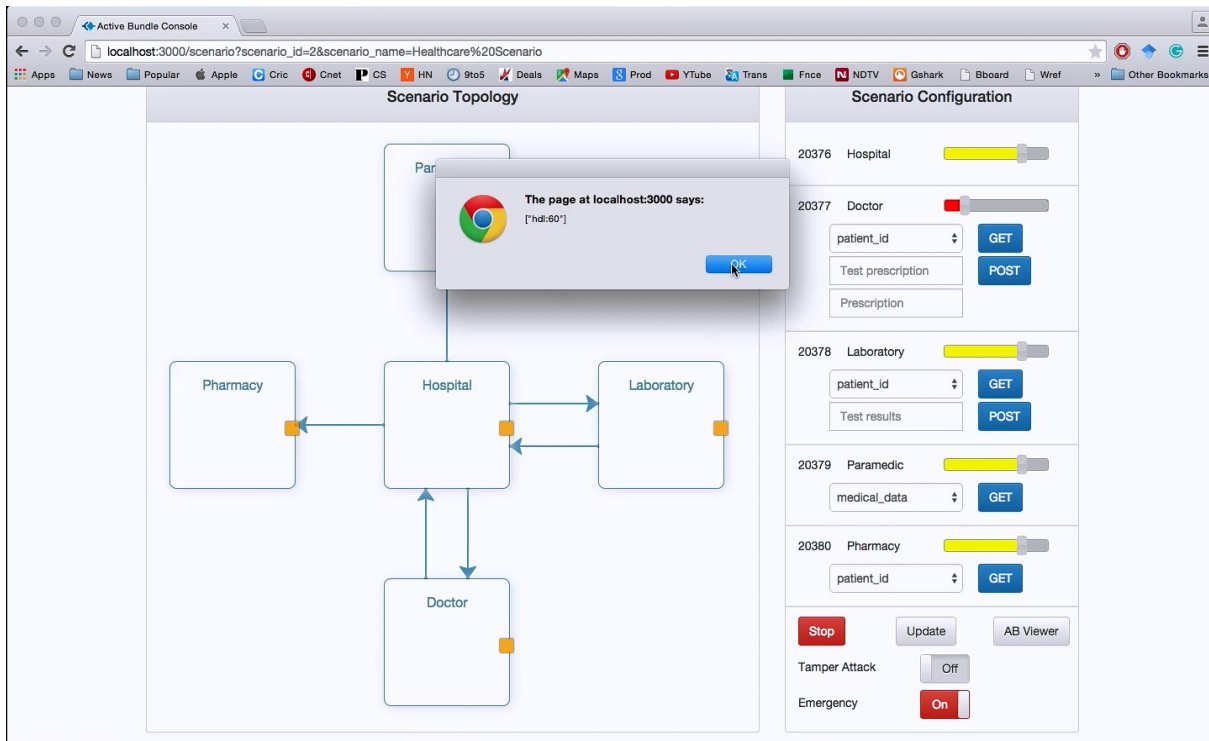 Active Bundle Console
localhost:3000/scenario?scenario_id=2&scenario_name=Healthcare%20Scenario
Apps News Popular Apple Cric Cnet CS HN 9to5 Deals Maps Prod YTube Trans Fnce NDTV Gshark Bboard Wref » Other Bookmarks
Scenario Topology
The page at localhost:3000 says:
["hdl:60"]
OK
Pharmacy
Hospital
Laboratory
Doctor
Scenario Configuration
20376 Hospital
20377 Doctor
patient_id GET
Test prescription POST
Prescription
20378 Laboratory
patient_id GET
Test results POST
20379 Paramedic
medical_data GET
20380 Pharmacy
patient_id GET
Stop Update AB Viewer
Tamper Attack Off
Emergency On